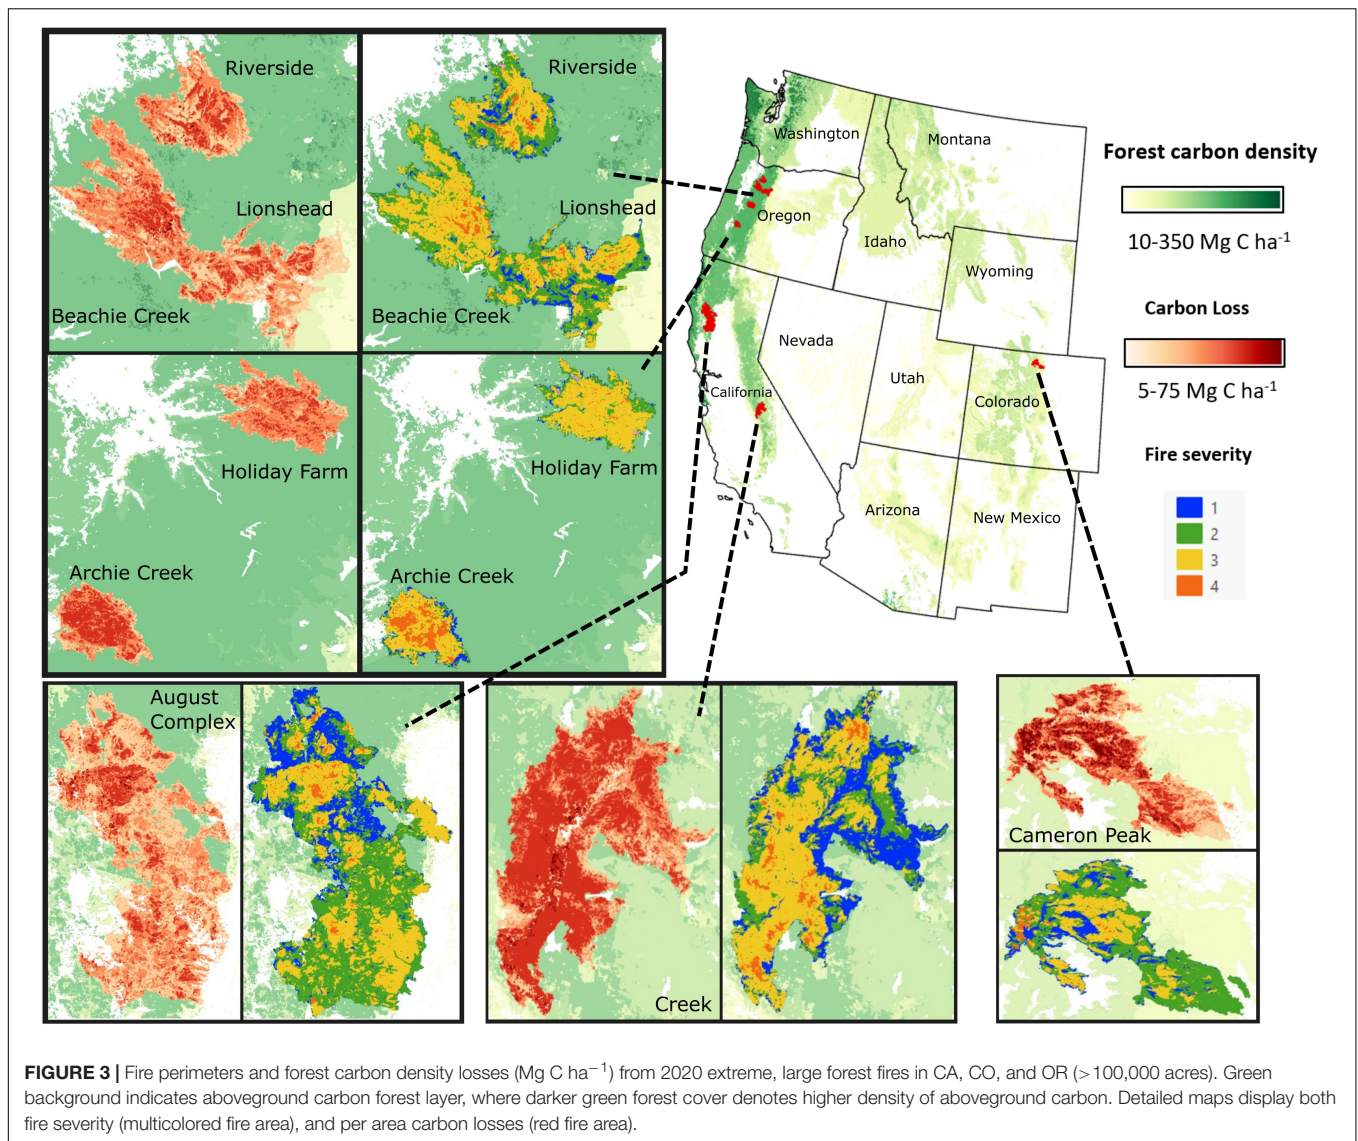 Riverside
Lionshead
Beachie Creek
Riverside
Lionshead
Beachie Creek
Holiday Farm
Archie Creek
Holiday Farm
Archie Creek
Washington
Montana
Oregon
Idaho
Wyoming
Nevada
Utah
California
Colorado
Arizona
New Mexico
Forest carbon density
10-350 Mg C ha-1
Carbon Loss
5-75 Mg C ha-1
Fire severity
1
2
3
4
August
Complex
Creek
Cameron Peak
FIGURE 3 | Fire perimeters and forest carbon density losses (Mg C ha−1) from 2020 extreme, large forest fires in CA, CO, and OR (>100,000 acres). Green
background indicates aboveground carbon forest layer, where darker green forest cover denotes higher density of aboveground carbon. Detailed maps display both
fire severity (multicolored fire area), and per area carbon losses (red fire area).